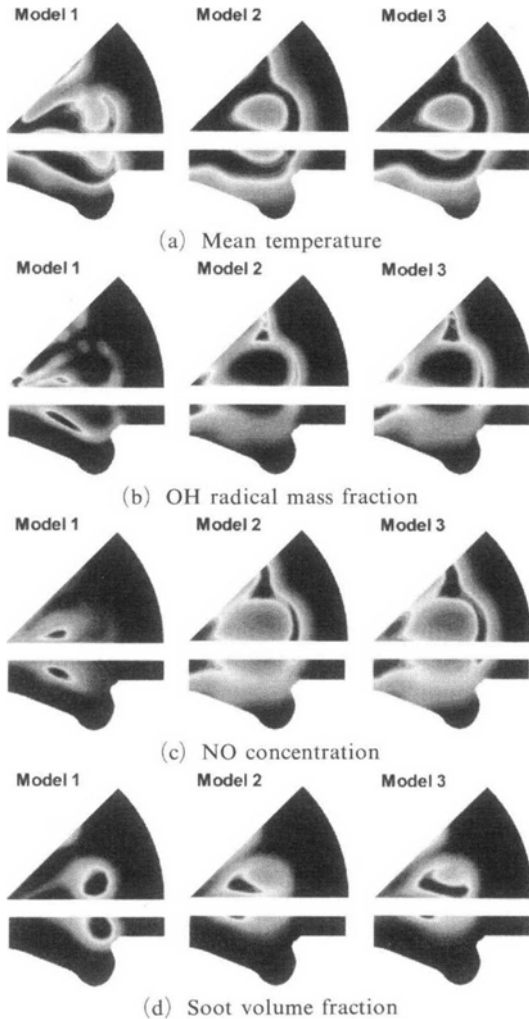 Model 1 Model 2 Model 3
(a) Mean temperature
Model 1 Model 2 Model 3
(b) OH radical mass fraction
Model 1 Model 2 Model 3
(c) NO concentration
Model 1 Model 2 Model 3
(d) Soot volume fraction